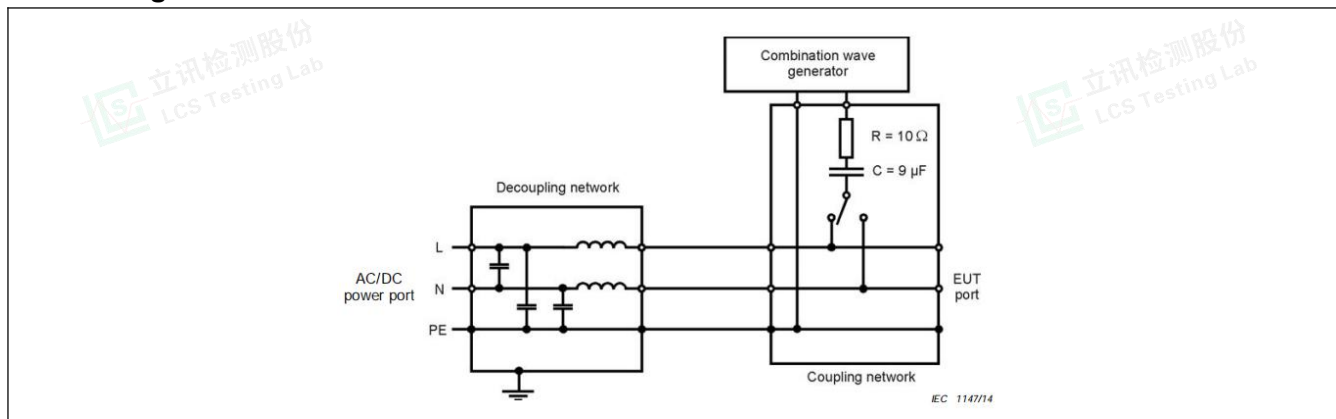 立讯检测股份
LCS Testing Lab
立讯检测股份
LCS Testing Lab
Combination wave
generator
R = 10 Ω
C = 9 µF
Decoupling network
L
AC/DC
power port
N
EUT
port
PE
Coupling network
IEC 1147/14